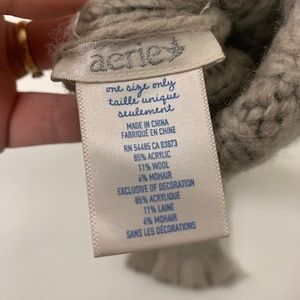 aerie
one size only
taille unique
seulement
MADE IN CHINA
FABRIQUÉ EN CHINE
RN 54485 CA 03873
85% ACRYLIC
11% WOOL
4% MOHAIR
EXCLUSIVE OF DECORATION
85% ACRYLIQUE
11% LAINE
4% MOHAIR
SANS LES DÉCORATIONS